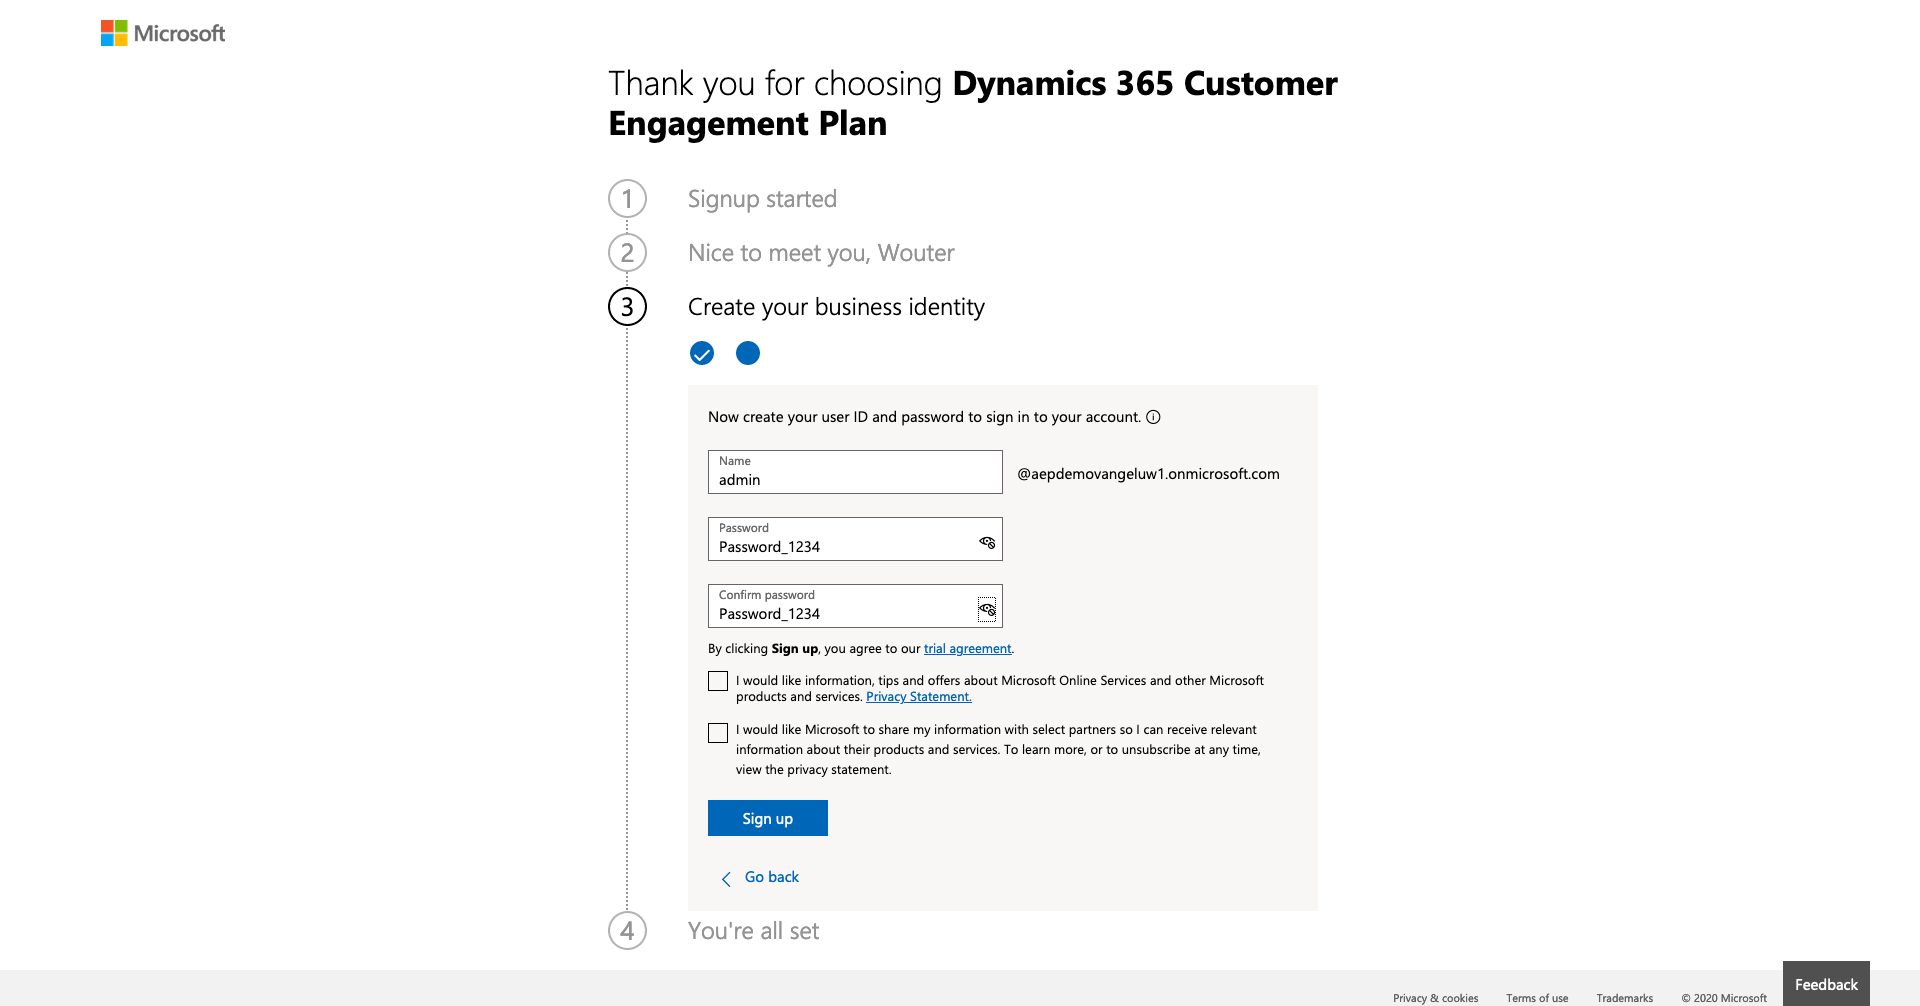 Microsoft
Thank you for choosing Dynamics 365 Customer
Engagement Plan
1 Signup started
2 Nice to meet you, Wouter
3 Create your business identity
Now create your user ID and password to sign in to your account.
Name
admin
@aepdemovangeluw1.onmicrosoft.com
Password
Password_1234
Confirm password
Password_1234
By clicking Sign up, you agree to our trial agreement.
I would like information, tips and offers about Microsoft Online Services and other Microsoft
products and services. Privacy Statement.
I would like Microsoft to share my information with select partners so I can receive relevant
information about their products and services. To learn more, or to unsubscribe at any time,
view the privacy statement.
Sign up
Go back
4 You're all set
Feedback
Privacy & cookies Terms of use Trademarks © 2020 Microsoft